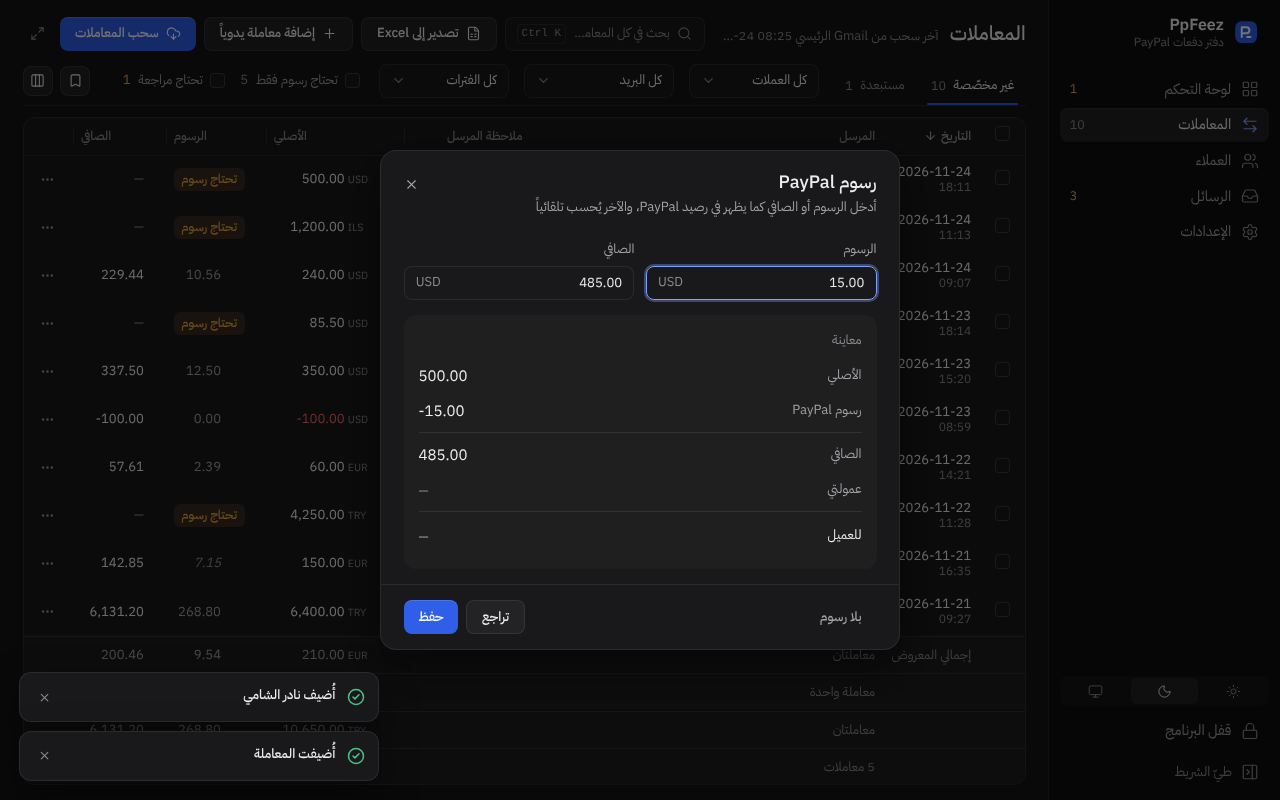 PpFeez
دفتر دفعات PayPal
لوحة التحكم 1
المعاملات 10
العملاء
الرسائل 3
الإعدادات
قفل البرنامج
طيّ الشريط
المعاملات
آخر سحب من Gmail الرئيسي 08:25 24-...
بحث في كل المعامـ... Ctrl K
تصدير إلى Excel
إضافة معاملة يدوياً
سحب المعاملات
غير مخصّصة 10
مستبعدة 1
كل العملات
كل البريد
كل الفترات
تحتاج رسوم فقط 5
تحتاج مراجعة 1
التاريخ المرسل ملاحظة المرسل الأصلي الرسوم الصافي
2026-11-24 18:11 500.00 USD تحتاج رسوم —
2026-11-24 11:13 1,200.00 ILS تحتاج رسوم —
2026-11-24 09:07 240.00 USD 10.56 229.44
2026-11-23 18:14 85.50 USD تحتاج رسوم —
2026-11-23 15:20 350.00 USD 12.50 337.50
2026-11-23 08:59 -100.00 USD 0.00 -100.00
2026-11-22 14:21 60.00 EUR 2.39 57.61
2026-11-22 11:28 4,250.00 TRY تحتاج رسوم —
2026-11-21 16:35 150.00 EUR 7.15 142.85
2026-11-21 09:27 6,400.00 TRY 268.80 6,131.20
إجمالي المعروض معاملتان 210.00 EUR 9.54 200.46
معاملة واحدة
معاملتان 10,650.00 TRY 268.80 6,131.20
5 معاملات
رسوم PayPal
أدخل الرسوم أو الصافي كما يظهر في رصيد PayPal، والآخر يُحسب تلقائياً
الرسوم
15.00 USD
الصافي
485.00 USD
معاينة
الأصلي 500.00
رسوم PayPal -15.00
الصافي 485.00
عمولتي —
للعميل —
بلا رسوم
تراجع
حفظ
أُضيف نادر الشامي
أُضيفت المعاملة